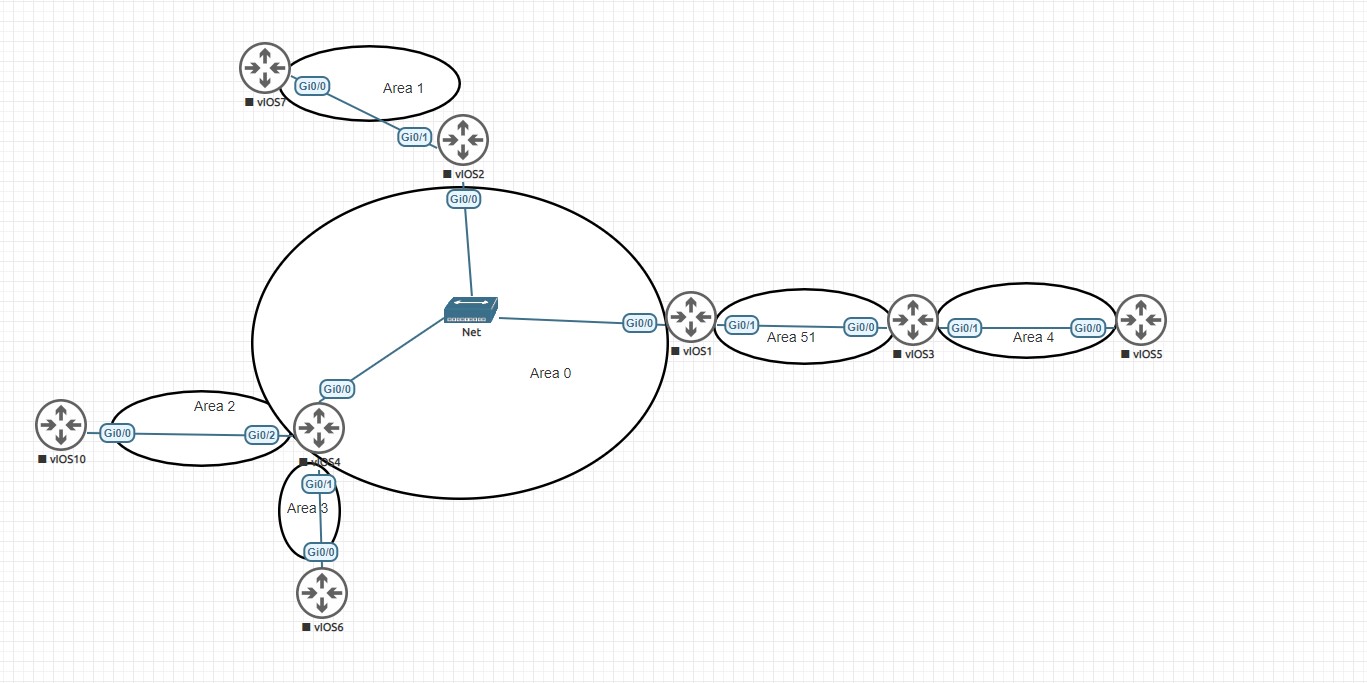 Gi0/0
Area 1
vIOS7
Gi0/1
vIOS2
Gi0/0
Net
Gi0/0
vIOS1
Gi0/1
Area 51
Gi0/0
vIOS3
Gi0/1
Area 4
Gi0/0
vIOS5
Area 0
Gi0/0
Area 2
Gi0/0
Gi0/2
vIOS10
vIOS4
Gi0/1
Area 3
Gi0/0
vIOS6